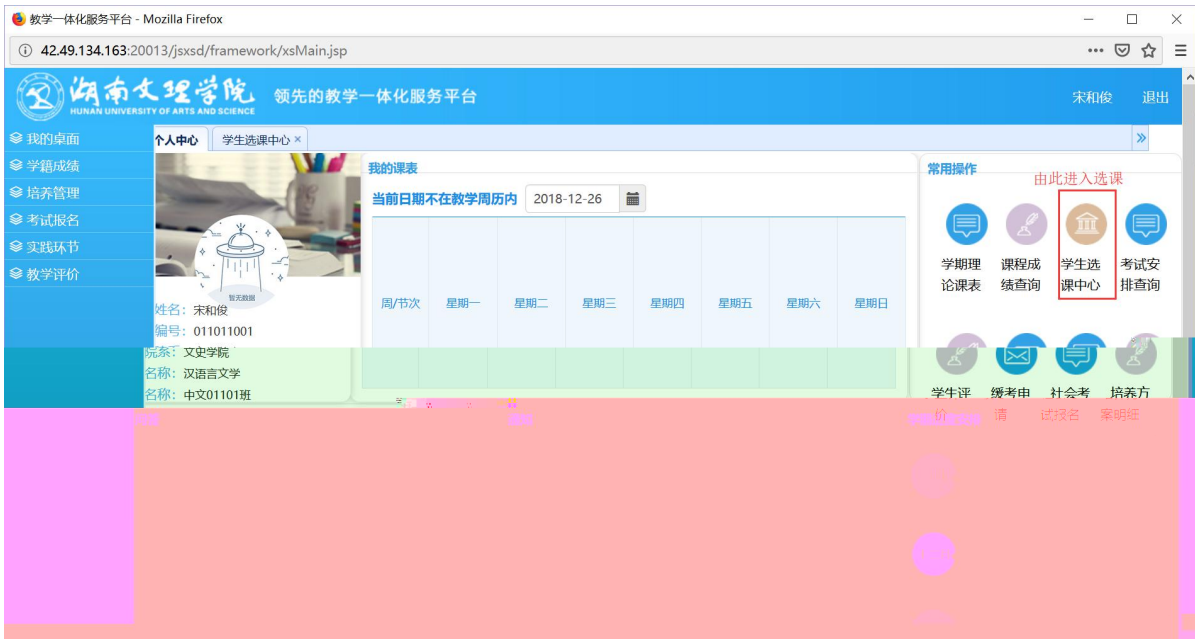 教学一体化服务平台 - Mozilla Firefox
42.49.134.163:20013/jsxsd/framework/xsMain.jsp
湖南文理学院
HUNAN UNIVERSITY OF ARTS AND SCIENCE
领先的教学一体化服务平台
宋和俊 退出
我的桌面
学籍成绩
培养管理
考试报名
实践环节
教学评价
个人中心 学生选课中心 ×
暂无数据
姓名: 宋和俊
编号: 011011001
院系: 文史学院
名称: 汉语言文学
名称: 中文01101班
我的课表
当前日期不在教学周历内 2018-12-26
周/节次 星期一 星期二 星期三 星期四 星期五 星期六 星期日
常用操作
由此进入选课
学期理 课程成 学生选 考试安
论课表 绩查询 课中心 排查询
学生评 缓考申 社会考 培养方
价 请 试报名 案明细